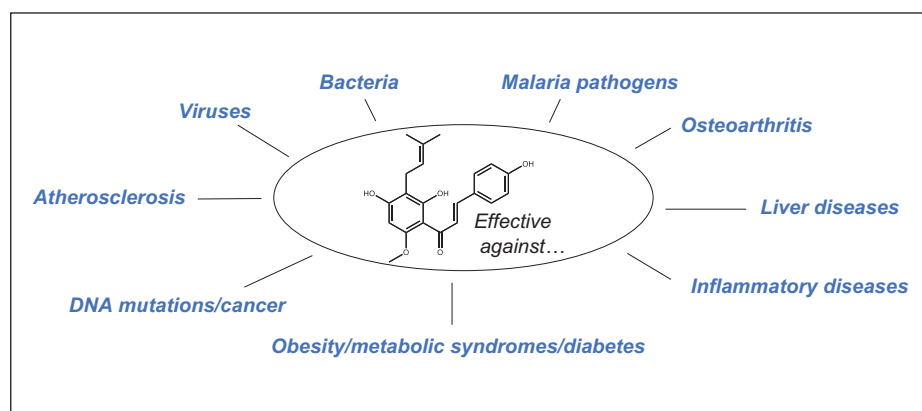 Bacteria
Malaria pathogens
Viruses
Osteoarthritis
OH
HO
OH
Atherosclerosis
Liver diseases
Effective
against…
O
O
Inflammatory diseases
DNA mutations/cancer
Obesity/metabolic syndromes/diabetes